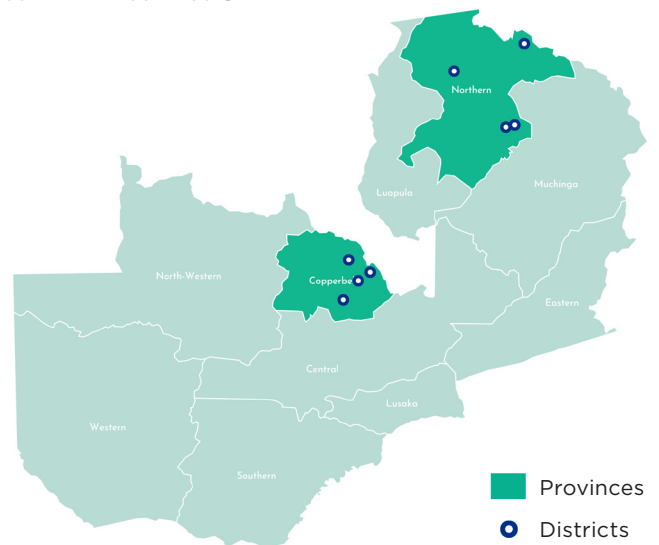 Northern
Luapula
Muchinga
North-Western
Copperbe
Eastern
Central
Lusaka
Western
Southern
Provinces
Districts